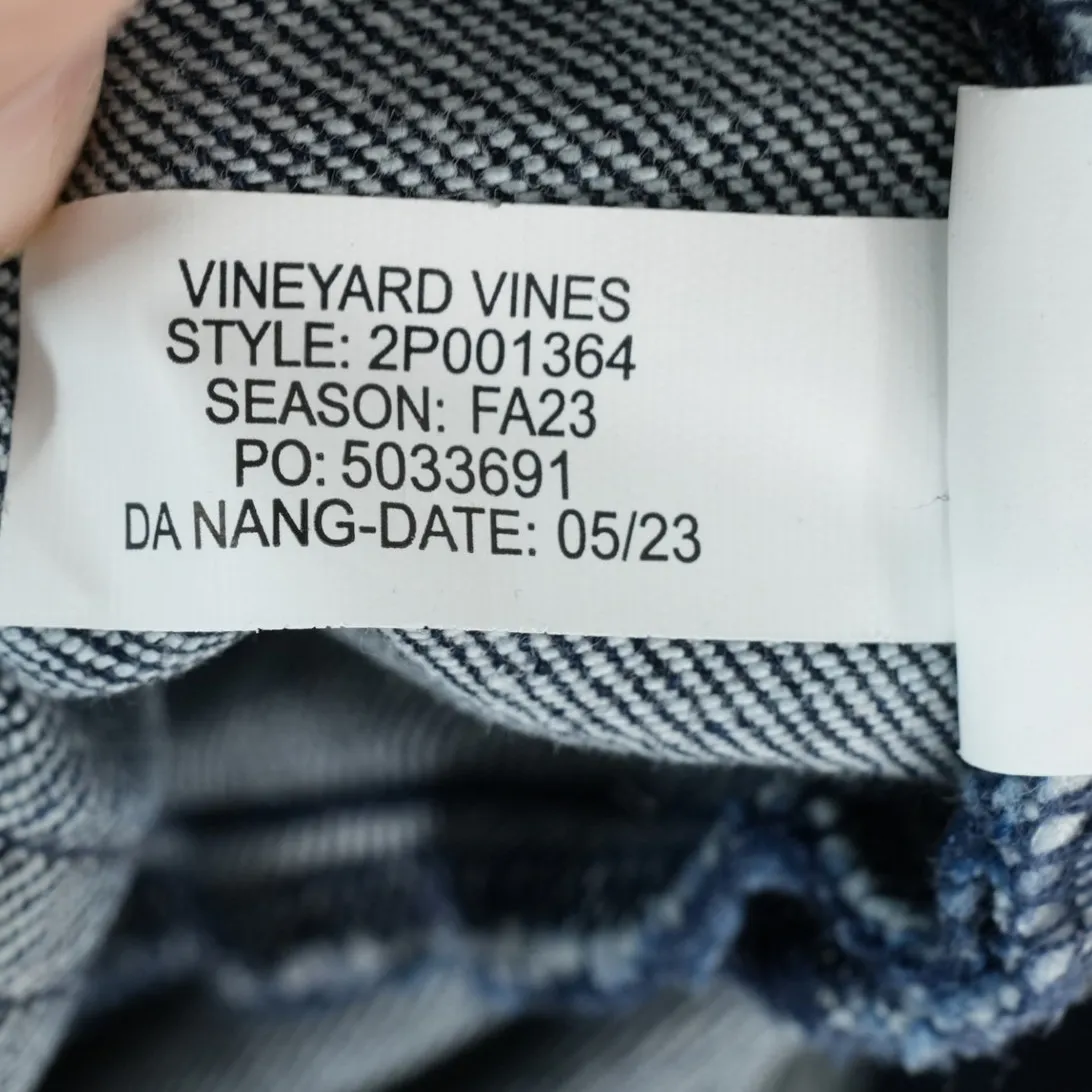 VINEYARD VINES
STYLE: 2P001364
SEASON: FA23
PO: 5033691
DA NANG-DATE: 05/23